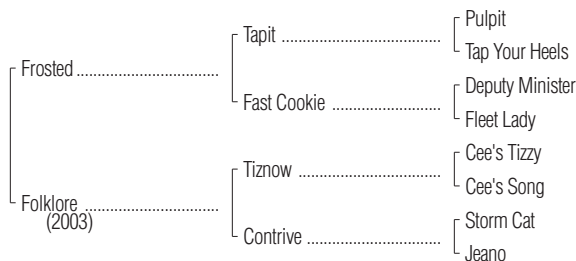 Pulpit
Tapit ............................................
Tap Your Heels
Frosted .......................................
Deputy Minister
Fast Cookie ..............................
Fleet Lady
Cee's Tizzy
Tiznow .......................................
Cee's Song
Folklore .....................................
(2003)
Storm Cat
Contrive .....................................
Jeano